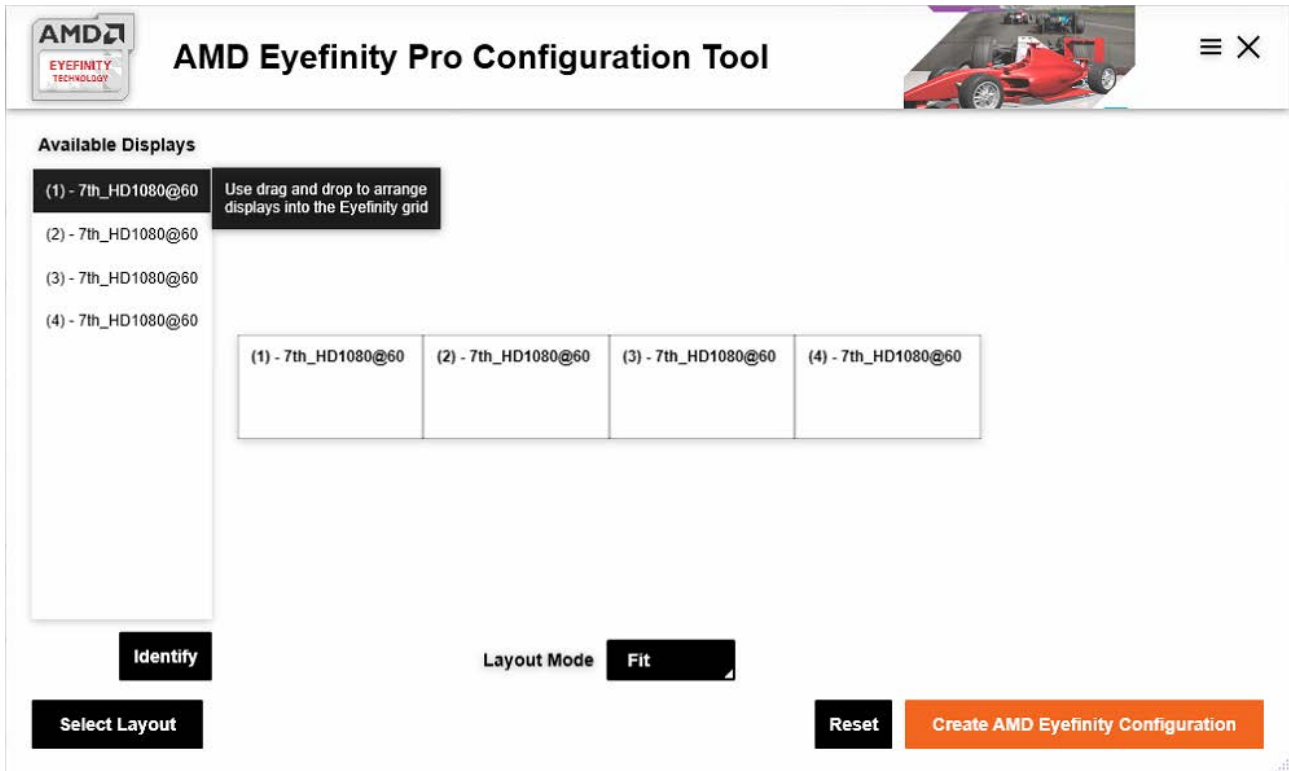 AMD
EYEFINITY
TECHNOLOGY
AMD Eyefinity Pro Configuration Tool
Available Displays
(1) - 7th_HD1080@60
Use drag and drop to arrange
displays into the Eyefinity grid
(2) - 7th_HD1080@60
(3) - 7th_HD1080@60
(4) - 7th_HD1080@60
(1) - 7th_HD1080@60 (2) - 7th_HD1080@60 (3) - 7th_HD1080@60 (4) - 7th_HD1080@60
Identify
Layout Mode Fit
Select Layout
Reset
Create AMD Eyefinity Configuration